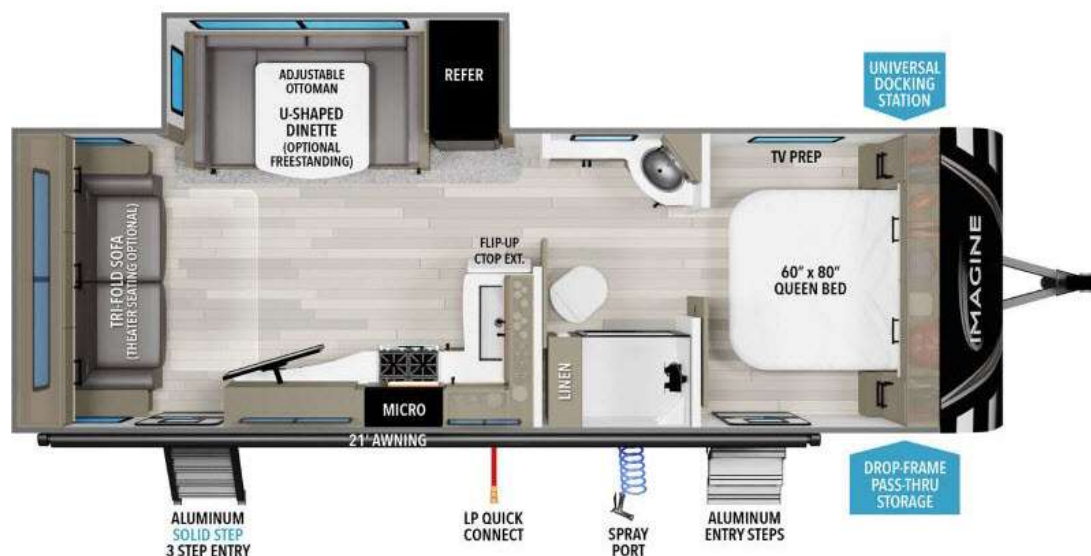 ADJUSTABLE
OTTOMAN
U-SHAPED
DINETTE
(OPTIONAL
FREESTANDING)
REFER
UNIVERSAL
DOCKING
STATION
TV PREP
TRI-FOLD SOFA
(THEATER SEATING OPTIONAL)
FLIP-UP
CTOP EXT.
60" x 80"
QUEEN BED
IMAGINE
LINEN
MICRO
21' AWNING
DROP-FRAME
PASS-THRU
STORAGE
ALUMINUM
SOLID STEP
3 STEP ENTRY
LP QUICK
CONNECT
SPRAY
PORT
ALUMINUM
ENTRY STEPS